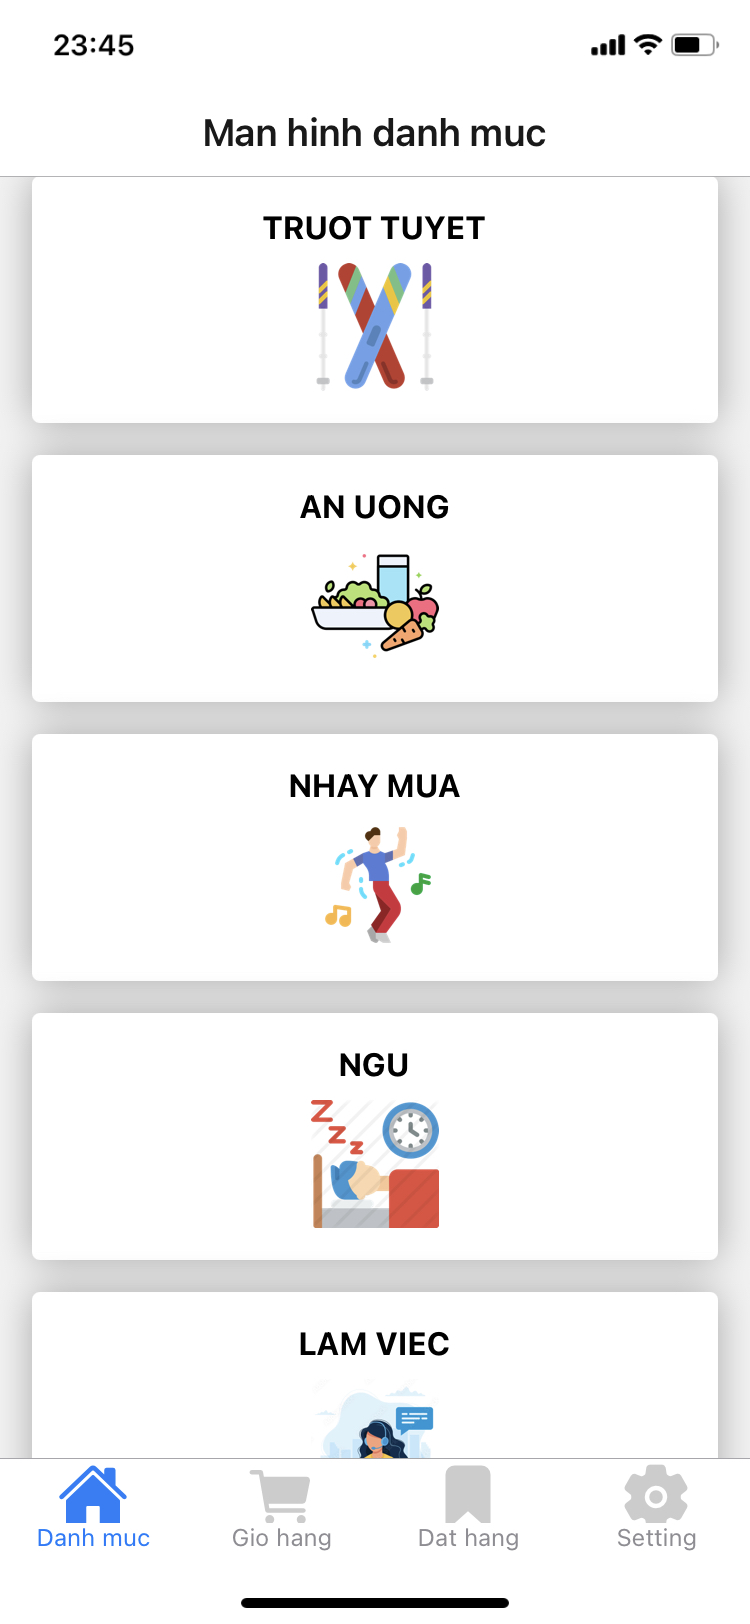 23:45
Man hinh danh muc
TRUOT TUYET
AN UONG
NHAY MUA
NGU
Z
Z
Z
LAM VIEC
Danh muc
Gio hang
Dat hang
Setting